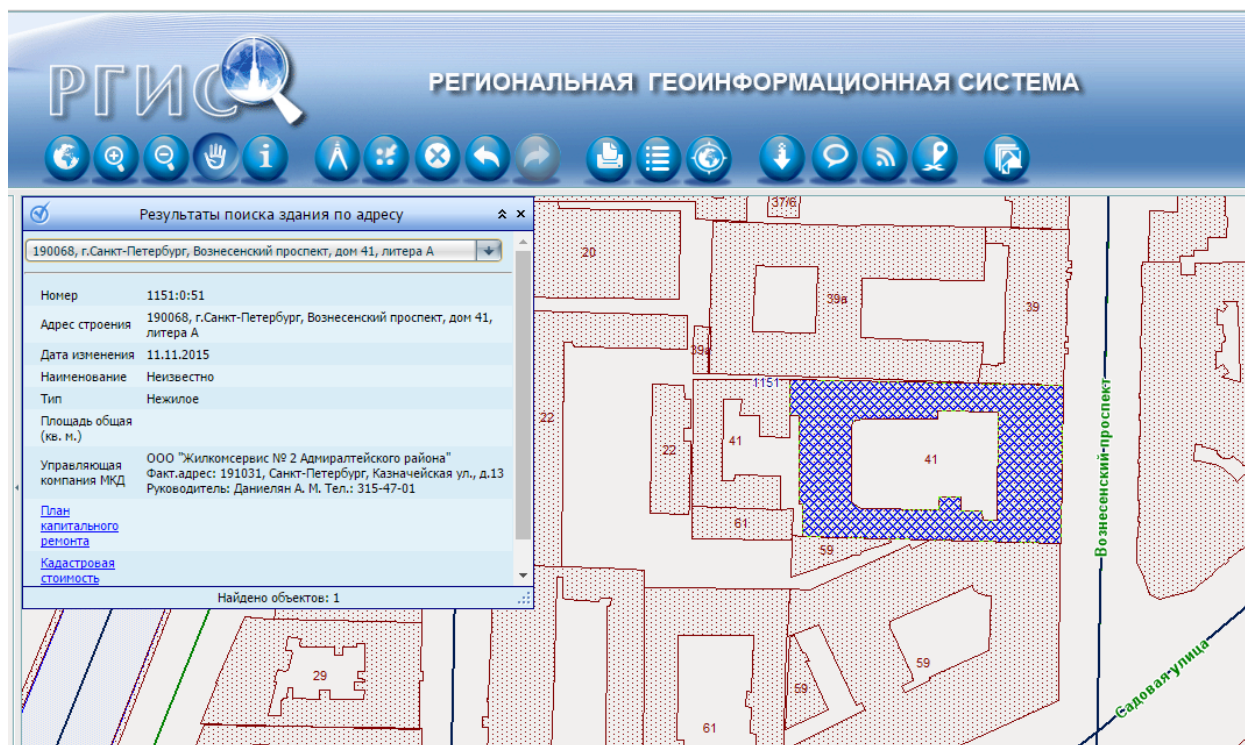 РГИС
РЕГИОНАЛЬНАЯ ГЕОИНФОРМАЦИОННАЯ СИСТЕМА
Результаты поиска здания по адресу
190068, г.Санкт-Петербург, Вознесенский проспект, дом 41, литера А
Номер 1151:0:51
Адрес строения 190068, г.Санкт-Петербург, Вознесенский проспект, дом 41,
литера А
Дата изменения 11.11.2015
Наименование Неизвестно
Тип Нежилое
Площадь общая
(кв. м.)
Управляющая
компания МКД
ООО "Жилкомсервис № 2 Адмиралтейского района"
Факт.адрес: 191031, Санкт-Петербург, Казначейская ул., д.13
Руководитель: Даниелян А. М. Тел.: 315-47-01
План
капитального
ремонта
Кадастровая
стоимость
Найдено объектов: 1
37/6
20
39а
39
39а
1151
22
22
41
41
61
59
29
59
59
61
Вознесенский проспект
Садовая улица